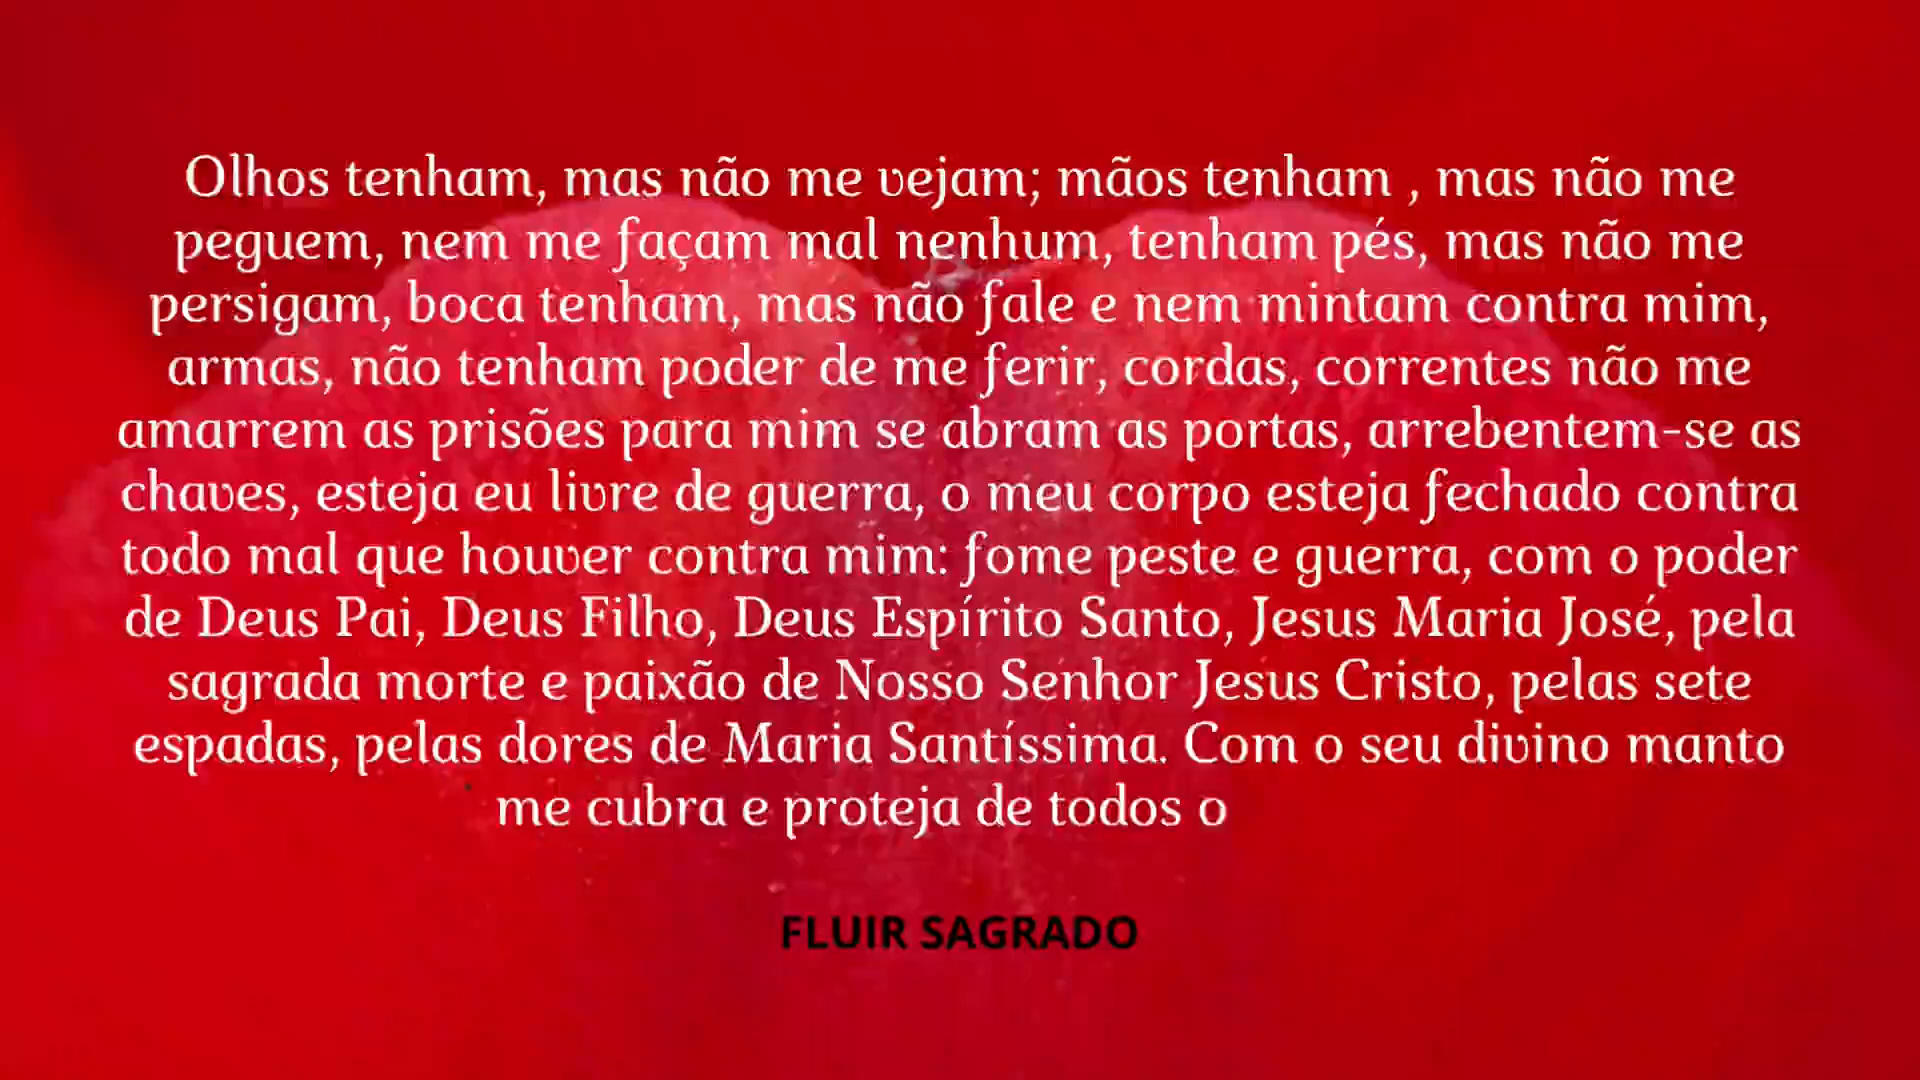 Olhos tenham, mas não me vejam; mãos tenham , mas não me
peguem, nem me façam mal nenhum, tenham pés, mas não me
persigam, boca tenham, mas não fale e nem mintam contra mim,
armas, não tenham poder de me ferir, cordas, correntes não me
amarrem as prisões para mim se abram as portas, arrebentem-se as
chaves, esteja eu livre de guerra, o meu corpo esteja fechado contra
todo mal que houver contra mim: fome peste e guerra, com o poder
de Deus Pai, Deus Filho, Deus Espírito Santo, Jesus Maria José, pela
sagrada morte e paixão de Nosso Senhor Jesus Cristo, pelas sete
espadas, pelas dores de Maria Santíssima. Com o seu divino manto
me cubra e proteja de todos o
FLUIR SAGRADO